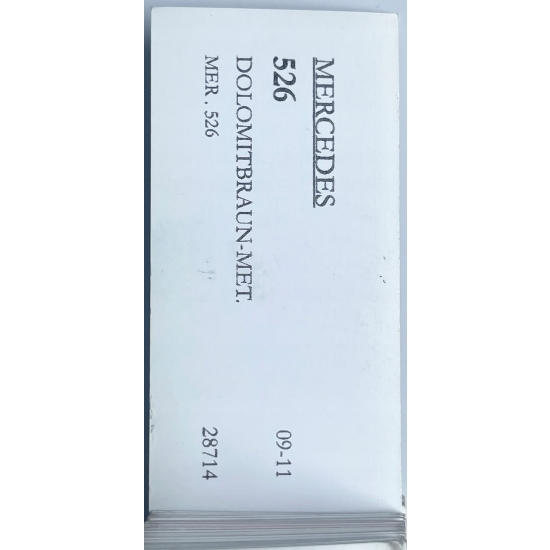 MERCEDES
526 09-11
DOLOMITBRAUN-MET.
MER. 526 28714